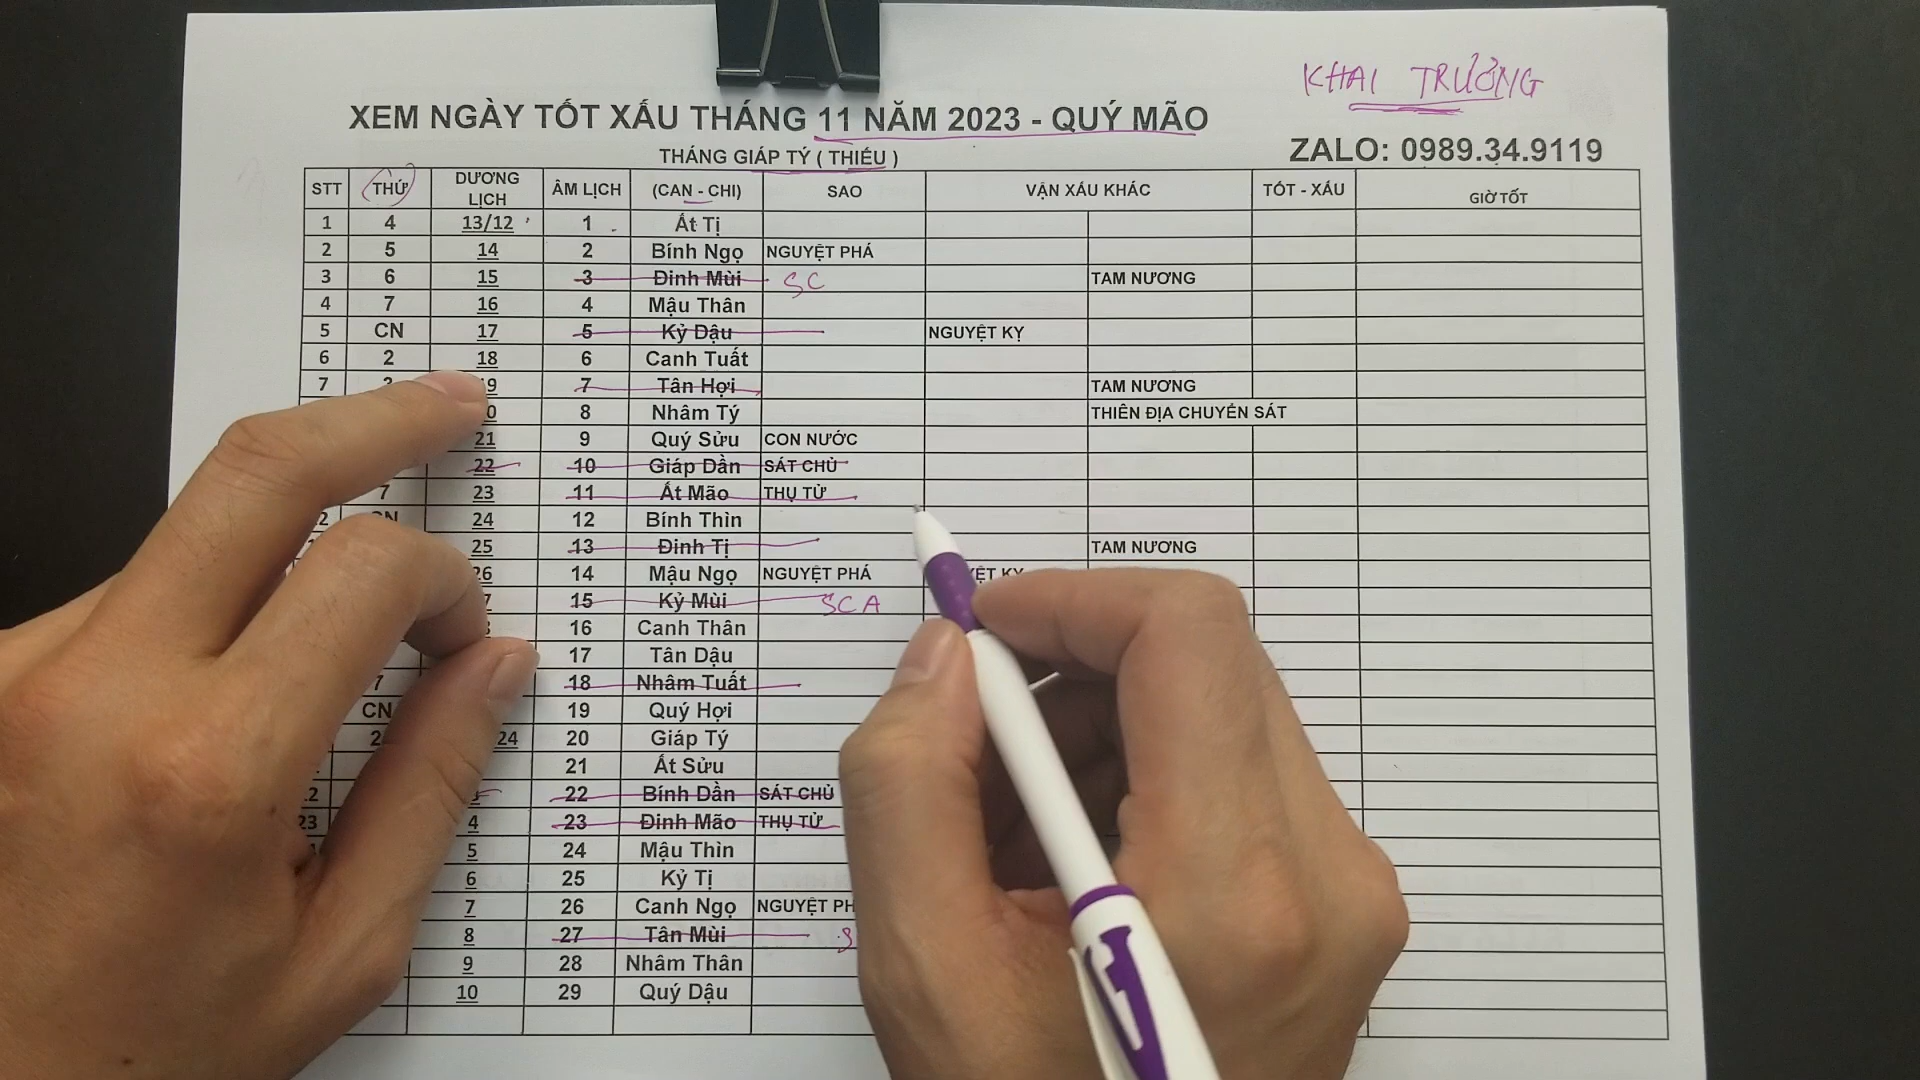 KHAI TRƯỜNG
XEM NGÀY TỐT XẤU THÁNG 11 NĂM 2023 - QUÝ MÃO
THÁNG GIÁP TÝ ( THIẾU )
ZALO: 0989.34.9119
STT THỨ DƯƠNG LỊCH ÂM LỊCH (CAN - CHI) SAO VẬN XẤU KHÁC TỐT - XẤU GIỜ TỐT
1 4 13/12 1 Ất Tị
2 5 14 2 Bính Ngọ NGUYỆT PHÁ
3 6 15 3 Đinh Mùi SC TAM NƯƠNG
4 7 16 4 Mậu Thân
5 CN 17 5 Kỷ Dậu NGUYỆT KỴ
6 2 18 6 Canh Tuất
7 7 Tân Hợi TAM NƯƠNG
8 Nhâm Tý THIÊN ĐỊA CHUYỂN SÁT
21 9 Quý Sửu CON NƯỚC
22 10 Giáp Dần SÁT CHỦ
7 23 11 Ất Mão THỤ TỬ
24 12 Bính Thìn
25 13 Đinh Tị TAM NƯƠNG
14 Mậu Ngọ NGUYỆT PHÁ
15 Kỷ Mùi SCA
16 Canh Thân
17 Tân Dậu
7 18 Nhâm Tuất
CN 19 Quý Hợi
2 24 20 Giáp Tý
21 Ất Sửu
22 Bính Dần SÁT CHỦ
23 4 23 Đinh Mão THỤ TỬ
5 24 Mậu Thìn
6 25 Kỷ Tị
7 26 Canh Ngọ NGUYỆT
8 27 Tân Mùi
9 28 Nhâm Thân
10 29 Quý Dậu